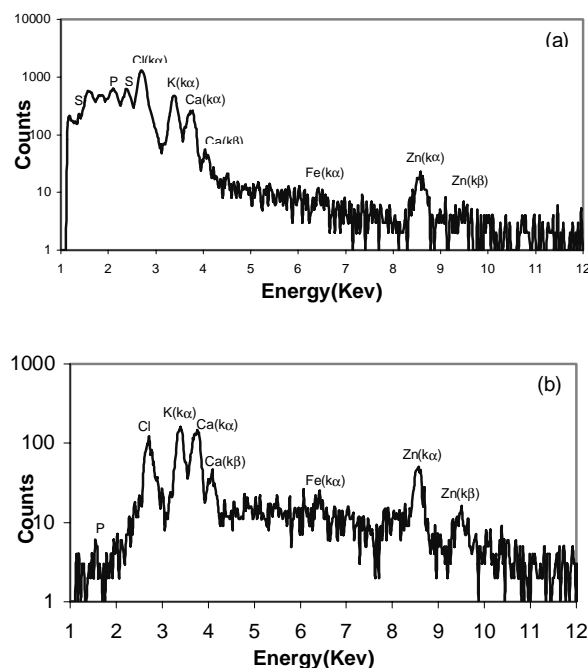 (a)
10000
1000
100
10
1
Counts
S
P
S
Cl(kα)
K(kα)
Ca(kα)
Ca(kβ)
Fe(kα)
Zn(kα)
Zn(kβ)
1 2 3 4 5 6 7 8 9 10 11 12
Energy(Kev)
(b)
1000
100
10
1
Counts
P
Cl
K(kα)
Ca(kα)
Ca(kβ)
Fe(kα)
Zn(kα)
Zn(kβ)
1 2 3 4 5 6 7 8 9 10 11 12
Energy(Kev)